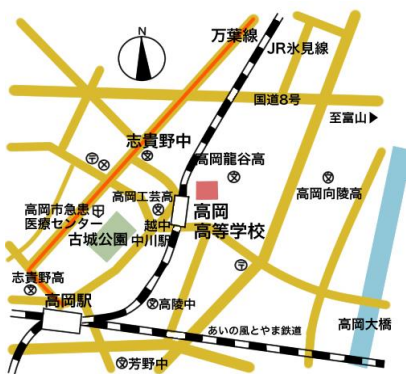 N
万葉線
JR氷見線
国道8号
至富山▶
志貴野中
高岡龍谷高
高岡向陵高
高岡工芸高
高岡市急患
医療センター
越中
中川駅
高岡
高等学校
古城公園
志貴野高
高岡駅
高陵中
あいの風とやま鉄道
高岡大橋
芳野中